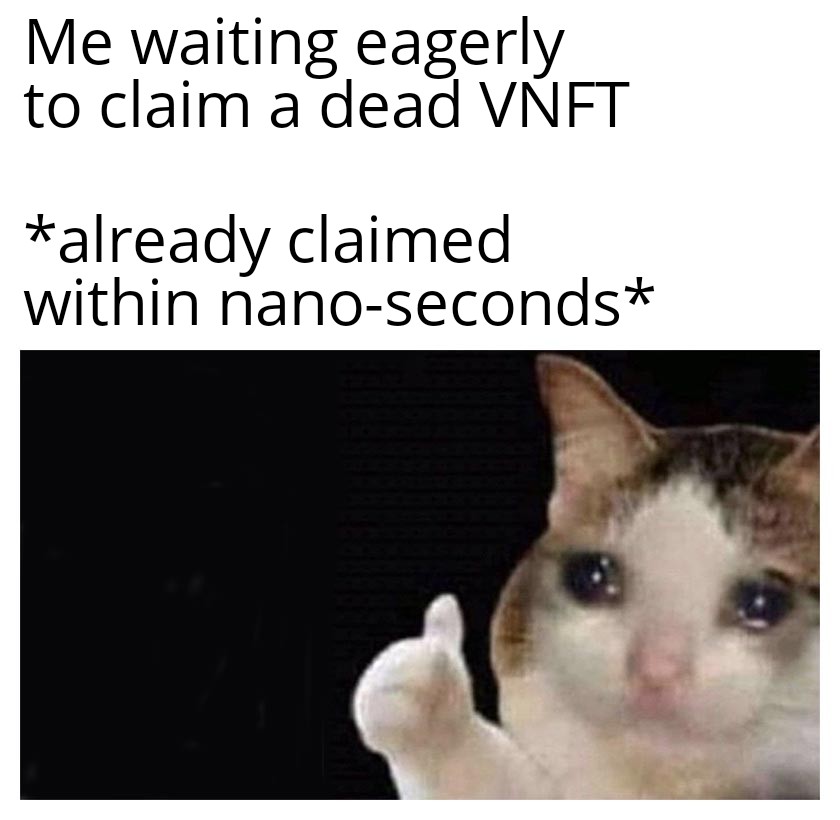 Me waiting eagerly
to claim a dead VNFT
*already claimed
within nano-seconds*